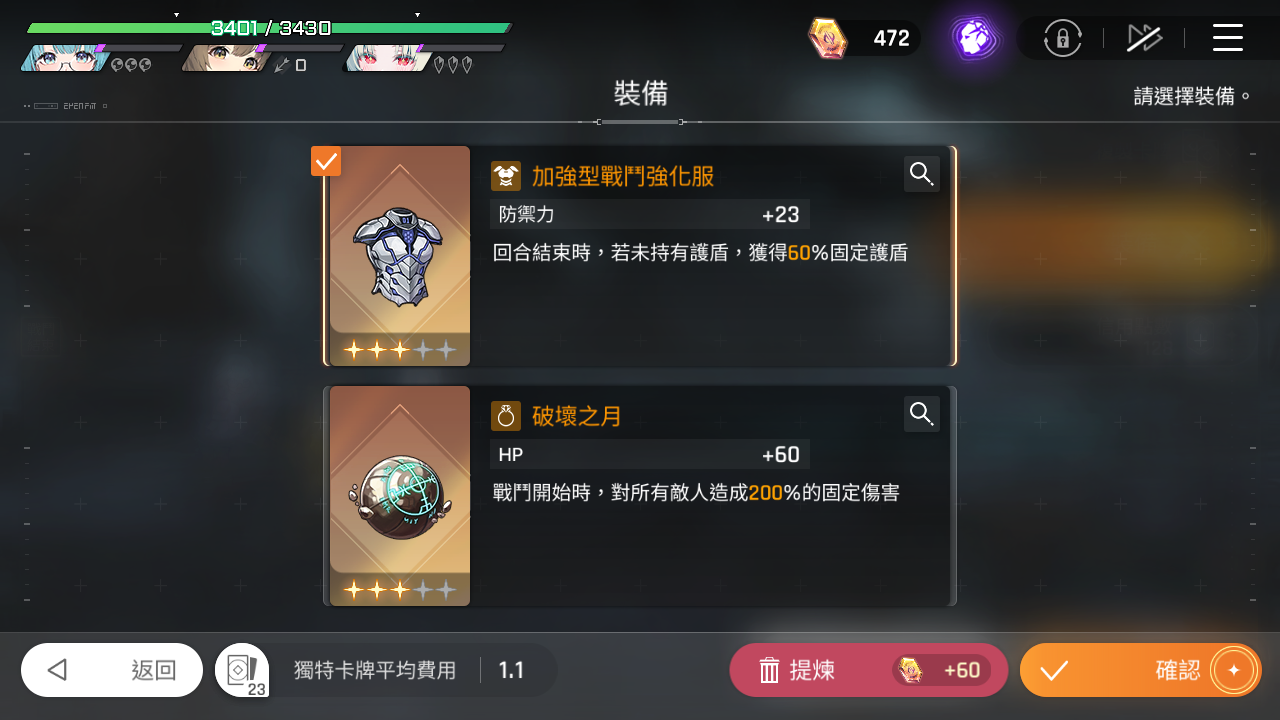 3401 / 3430
0
472
裝備
請選擇裝備。
加強型戰鬥強化服
防禦力 +23
回合結束時，若未持有護盾，獲得60%固定護盾
破壞之月
HP +60
戰鬥開始時，對所有敵人造成200%的固定傷害
返回
23
獨特卡牌平均費用 1.1
提煉 +60
確認